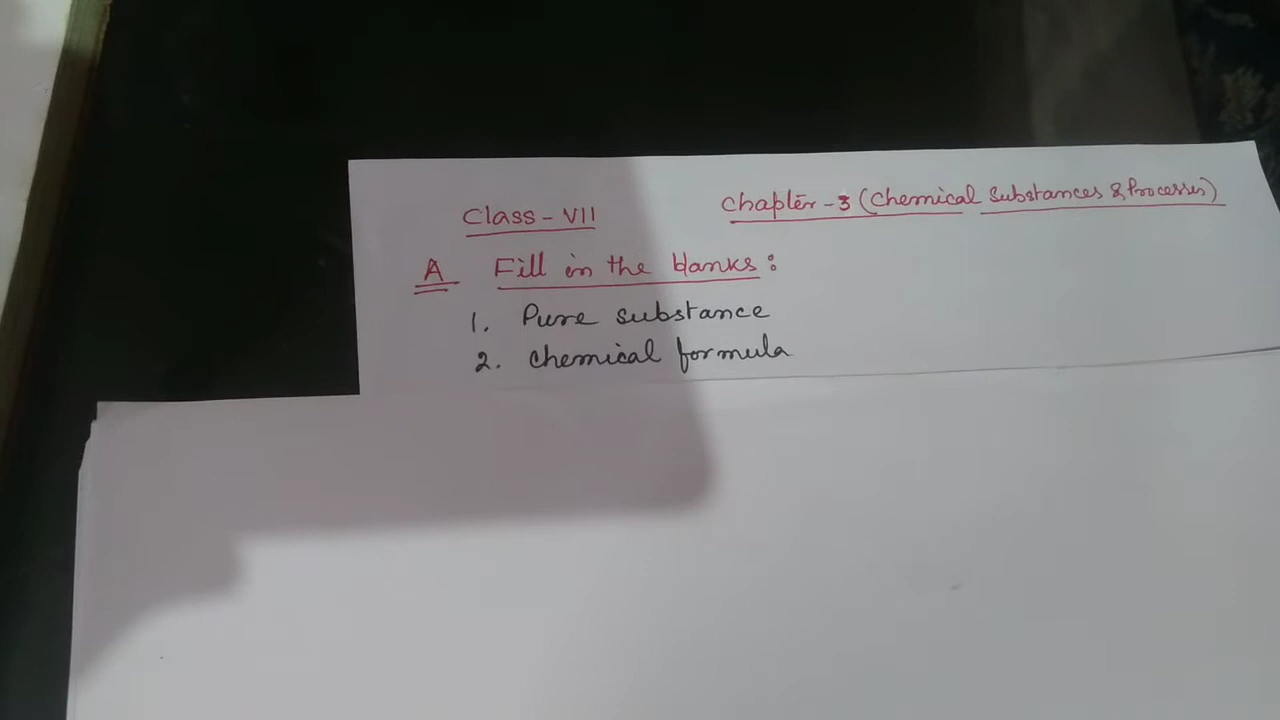 Class - VII
Chapter - 3 (Chemical Substances & Processes)
A Fill in the blanks :
1. Pure substance
2. Chemical formula